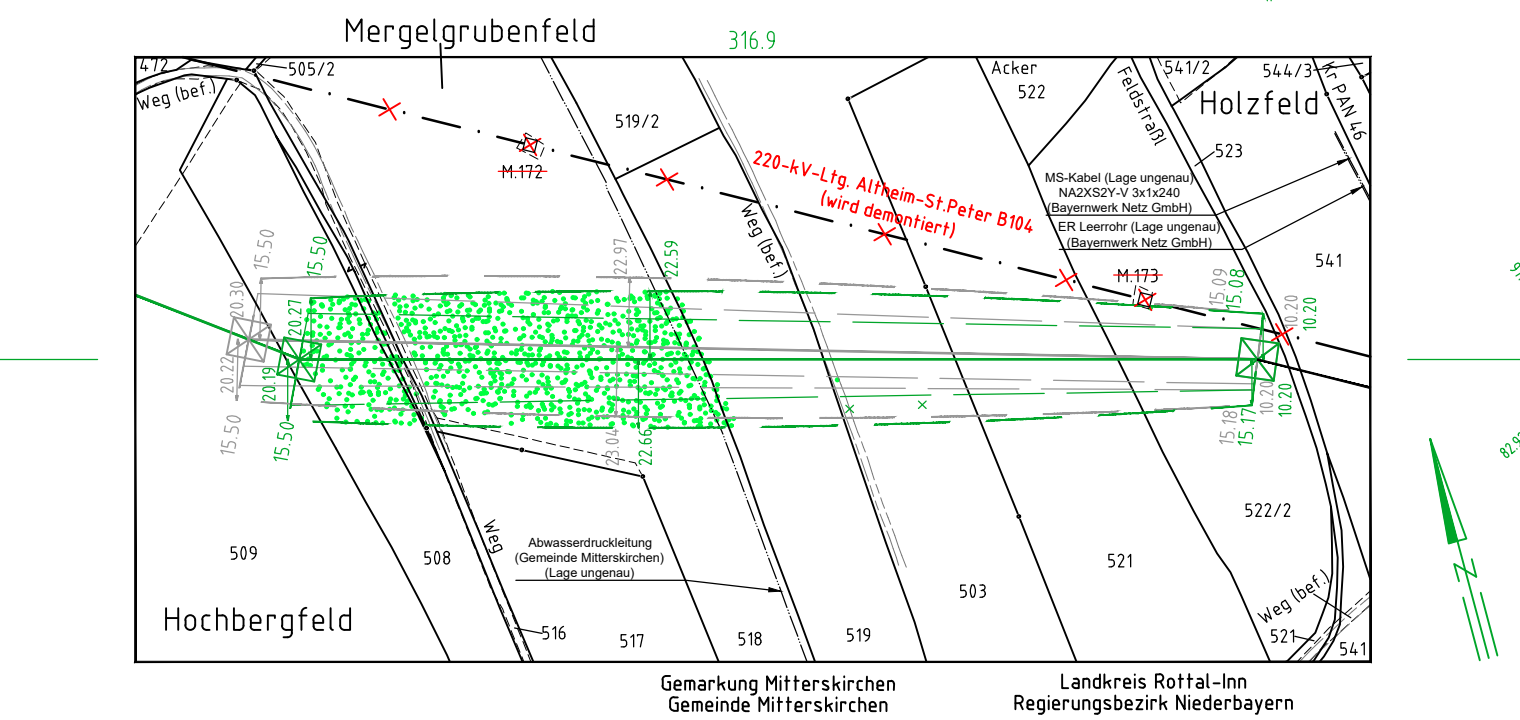 Mergelgrubenfeld
316.9
472
505/2
Weg (bef.)
519/2
Acker
522
Feldstraßl
541/2
544/3
Kr PAN 46
Holzfeld
523
M.172
220-kV-Ltg. Altheim-St.Peter B104
(wird demontiert)
MS-Kabel (Lage ungenau)
NA2XS2Y-V 3x1x240
(Bayernwerk Netz GmbH)
ER Leerrohr (Lage ungenau)
(Bayernwerk Netz GmbH)
Weg (bef.)
541
M.173
15.50
15.50
22.97
22.59
15.09
15.08
20.30
20.27
10.20
10.20
20.22
20.19
10.20
10.20
15.50
15.50
23.04
22.66
15.18
15.17
82.9
N
509
508
Weg
Abwasserdruckleitung
(Gemeinde Mitterskirchen)
(Lage ungenau)
522/2
521
503
Weg (bef.)
Hochbergfeld
516
517
518
519
521
541
Gemarkung Mitterskirchen
Gemeinde Mitterskirchen
Landkreis Rottal-Inn
Regierungsbezirk Niederbayern